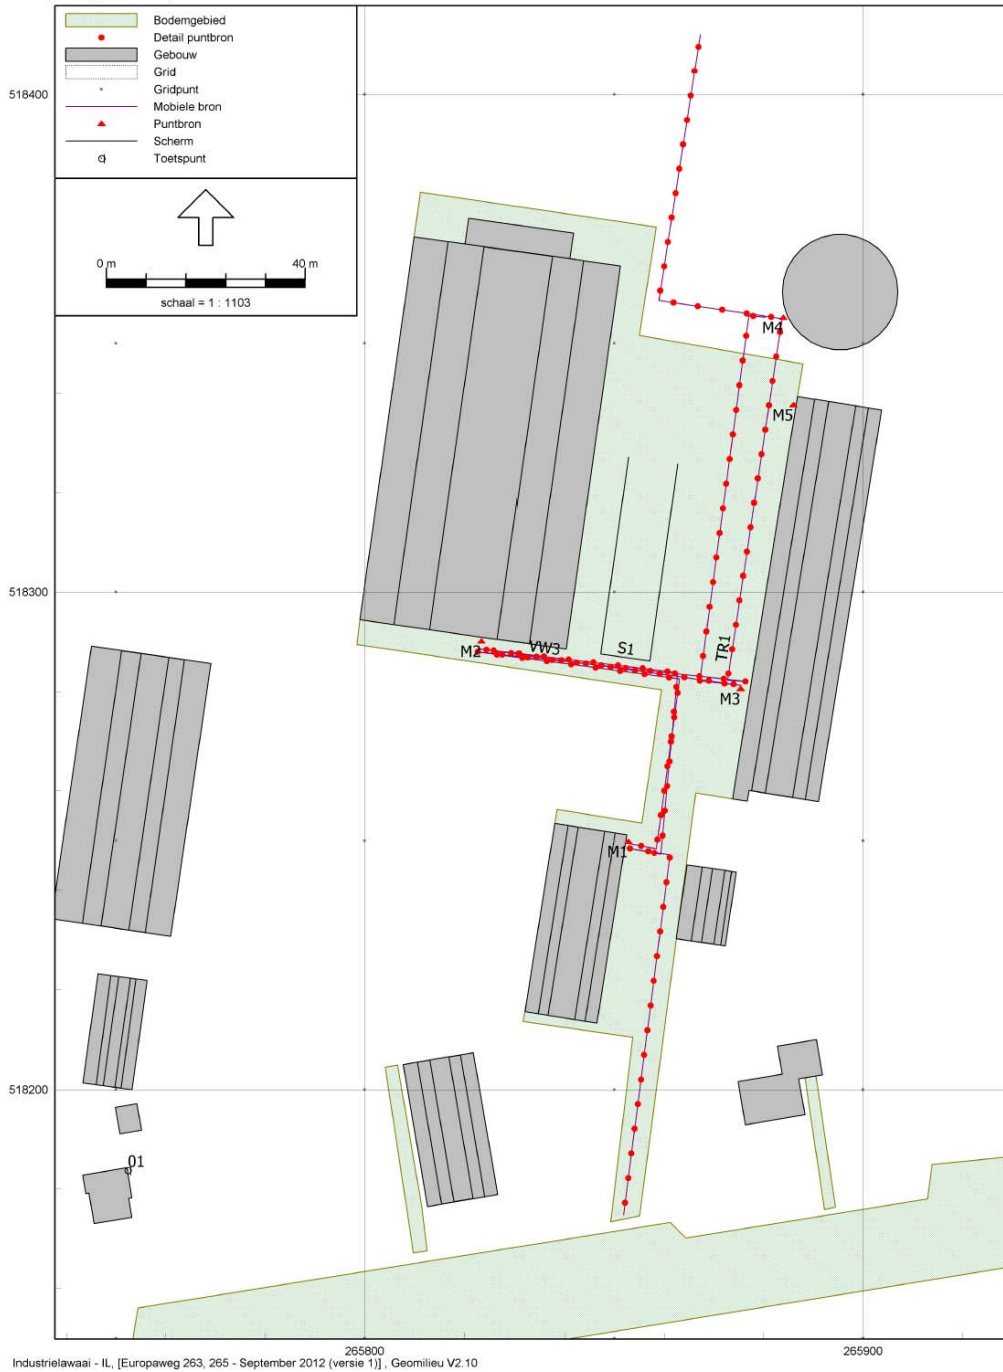 Bodemgebied
Detail puntbron
Gebouw
Grid
Gridpunt
Mobiele bron
Puntbron
Scherm
Toetspunt
0 m 40 m
schaal = 1 : 1103
518400
M4
M5
518300
M2
VW3
S1
TR1
M3
M1
518200
01
265800 265900
Industrielawaai - IL, [Europaweg 263, 265 - September 2012 (versie 1)] , Geomilieu V2.10